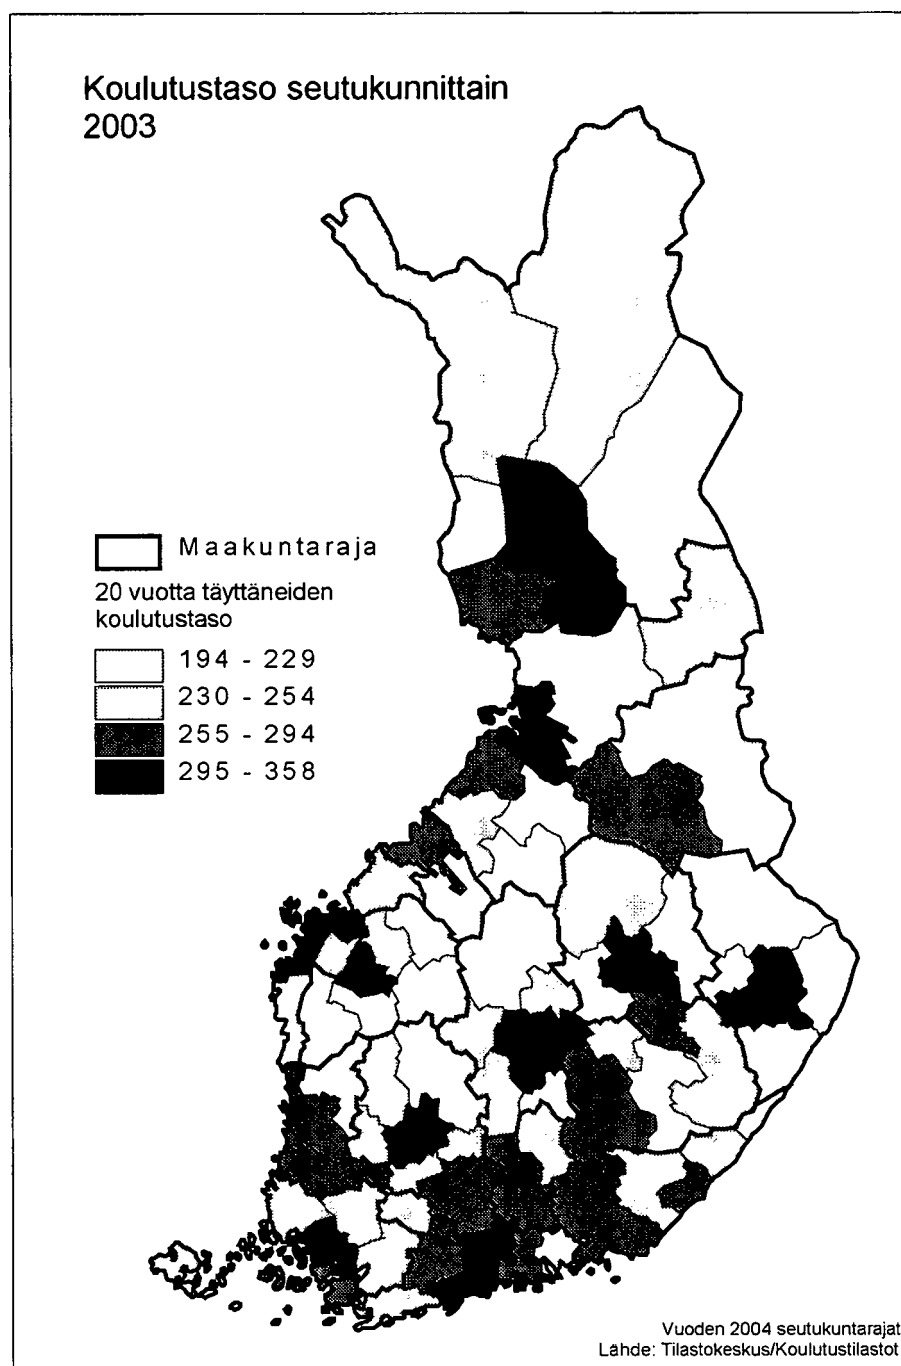 Koulutustaso seutukunnittain
2003
Maakuntaraja
20 vuotta täyttäneiden
koulutustaso
194 - 229
230 - 254
255 - 294
295 - 358
Vuoden 2004 seutukuntarajat
Lähde: Tilastokeskus/Koulutustilastot